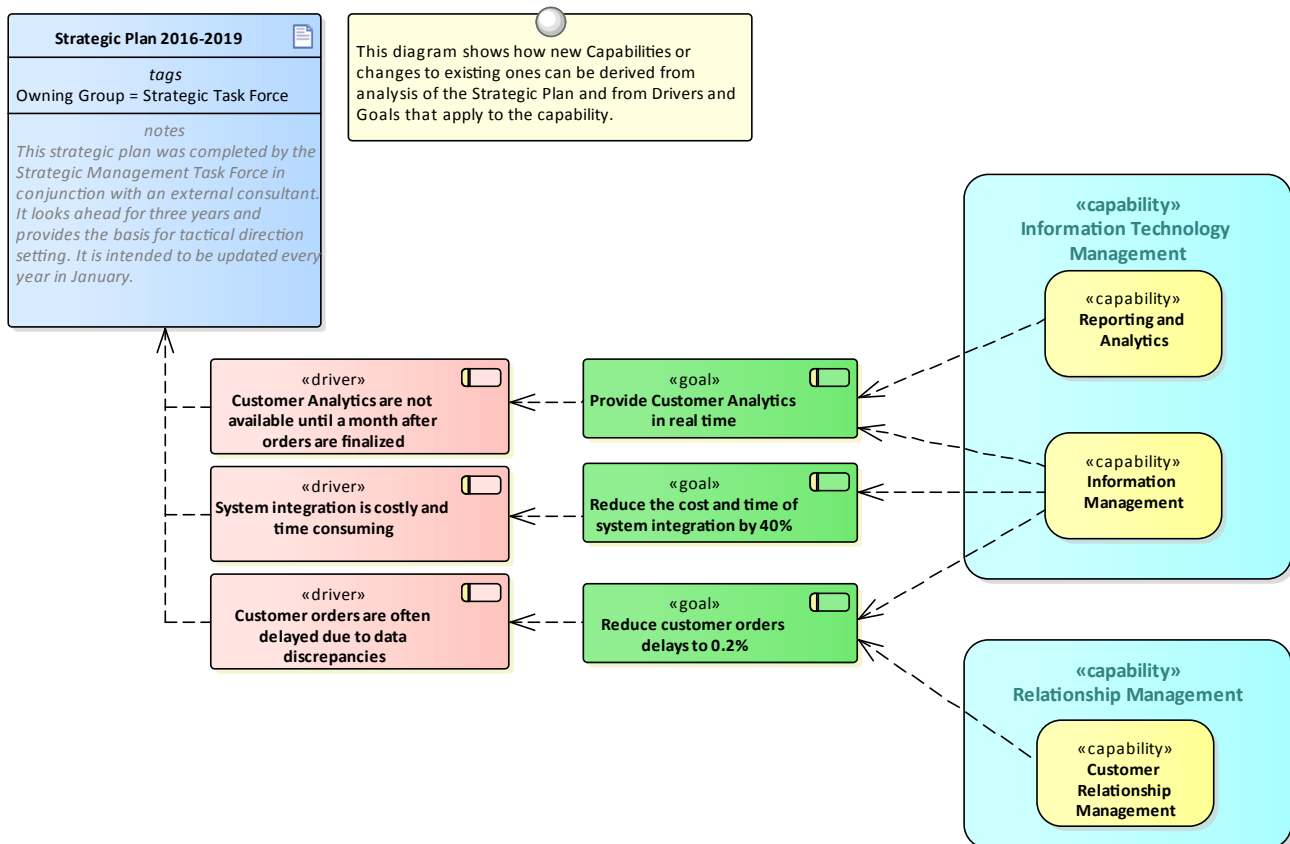 Strategic Plan 2016-2019
tags
Owning Group = Strategic Task Force
notes
This strategic plan was completed by the
Strategic Management Task Force in
conjunction with an external consultant.
It looks ahead for three years and
provides the basis for tactical direction
setting. It is intended to be updated every
year in January.
This diagram shows how new Capabilities or
changes to existing ones can be derived from
analysis of the Strategic Plan and from Drivers and
Goals that apply to the capability.
«driver»
Customer Analytics are not
available until a month after
orders are finalized
«driver»
System integration is costly and
time consuming
«driver»
Customer orders are often
delayed due to data
discrepancies
«goal»
Provide Customer Analytics
in real time
«goal»
Reduce the cost and time of
system integration by 40%
«goal»
Reduce customer orders
delays to 0.2%
«capability»
Information Technology
Management
«capability»
Reporting and
Analytics
«capability»
Information
Management
«capability»
Relationship Management
«capability»
Customer
Relationship
Management